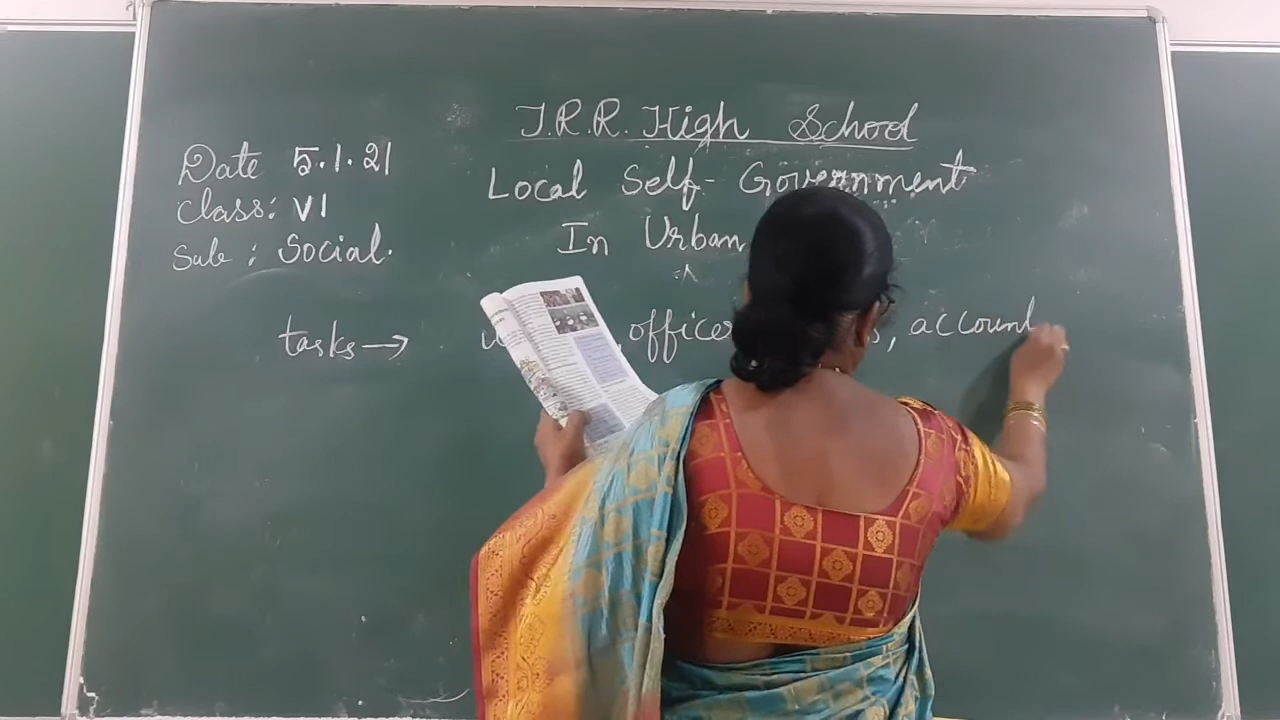 T.R.R. High School
Date 5.1.21
Local Self-Government
Class: VI
In Urban
Sub : Social.
tasks → officer , account